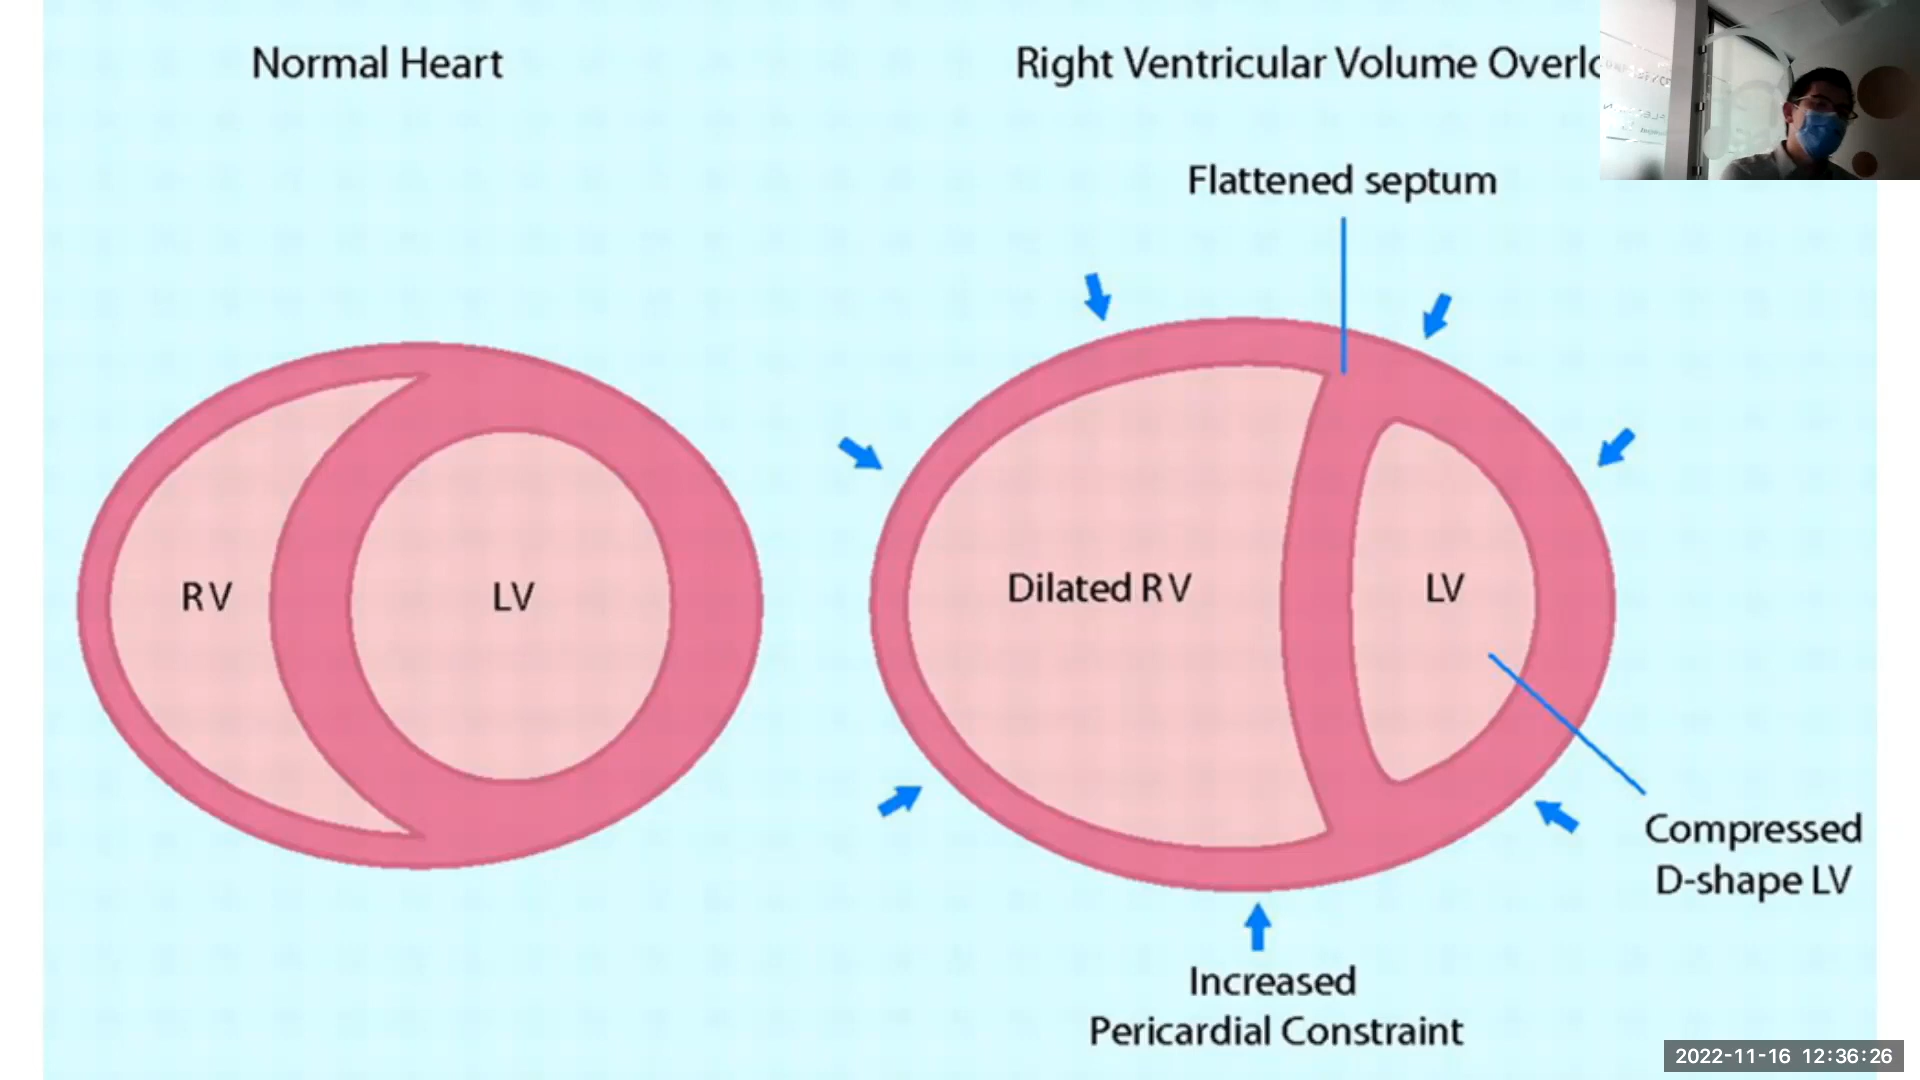 Normal Heart
Right Ventricular Volume
Flattened septum
RV
LV
Dilated RV
LV
Compressed
D-shape LV
Increased
Pericardial Constraint
2022-11-16 12:36:26